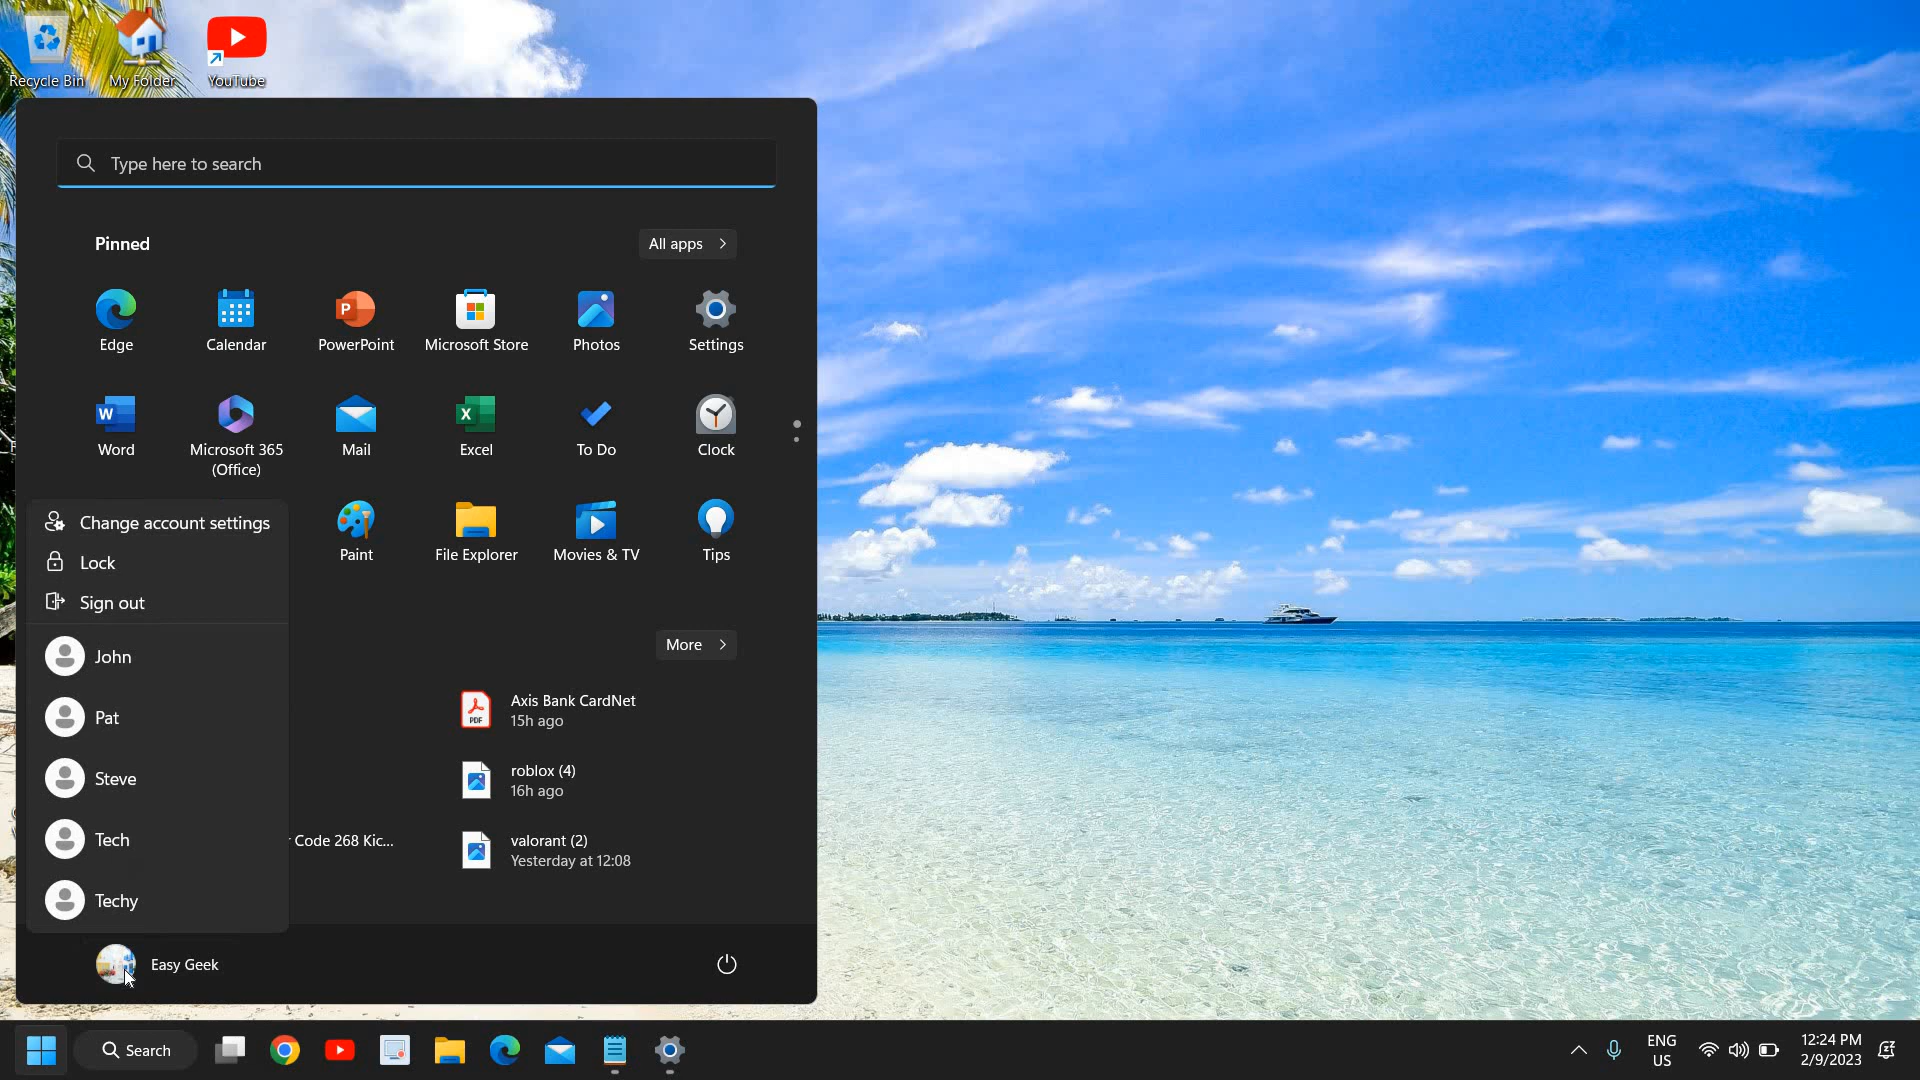 Recycle Bin
My Folder
YouTube
Type here to search
Pinned
All apps
Edge
Calendar
PowerPoint
Microsoft Store
Photos
Settings
Word
Microsoft 365
(Office)
Mail
Excel
To Do
Clock
Paint
File Explorer
Movies & TV
Tips
Change account settings
Lock
Sign out
John
Pat
Steve
Tech
Techy
More
Axis Bank CardNet
15h ago
roblox (4)
16h ago
Code 268 Kic...
valorant (2)
Yesterday at 12:08
Easy Geek
Search
ENG
US
12:24 PM
2/9/2023